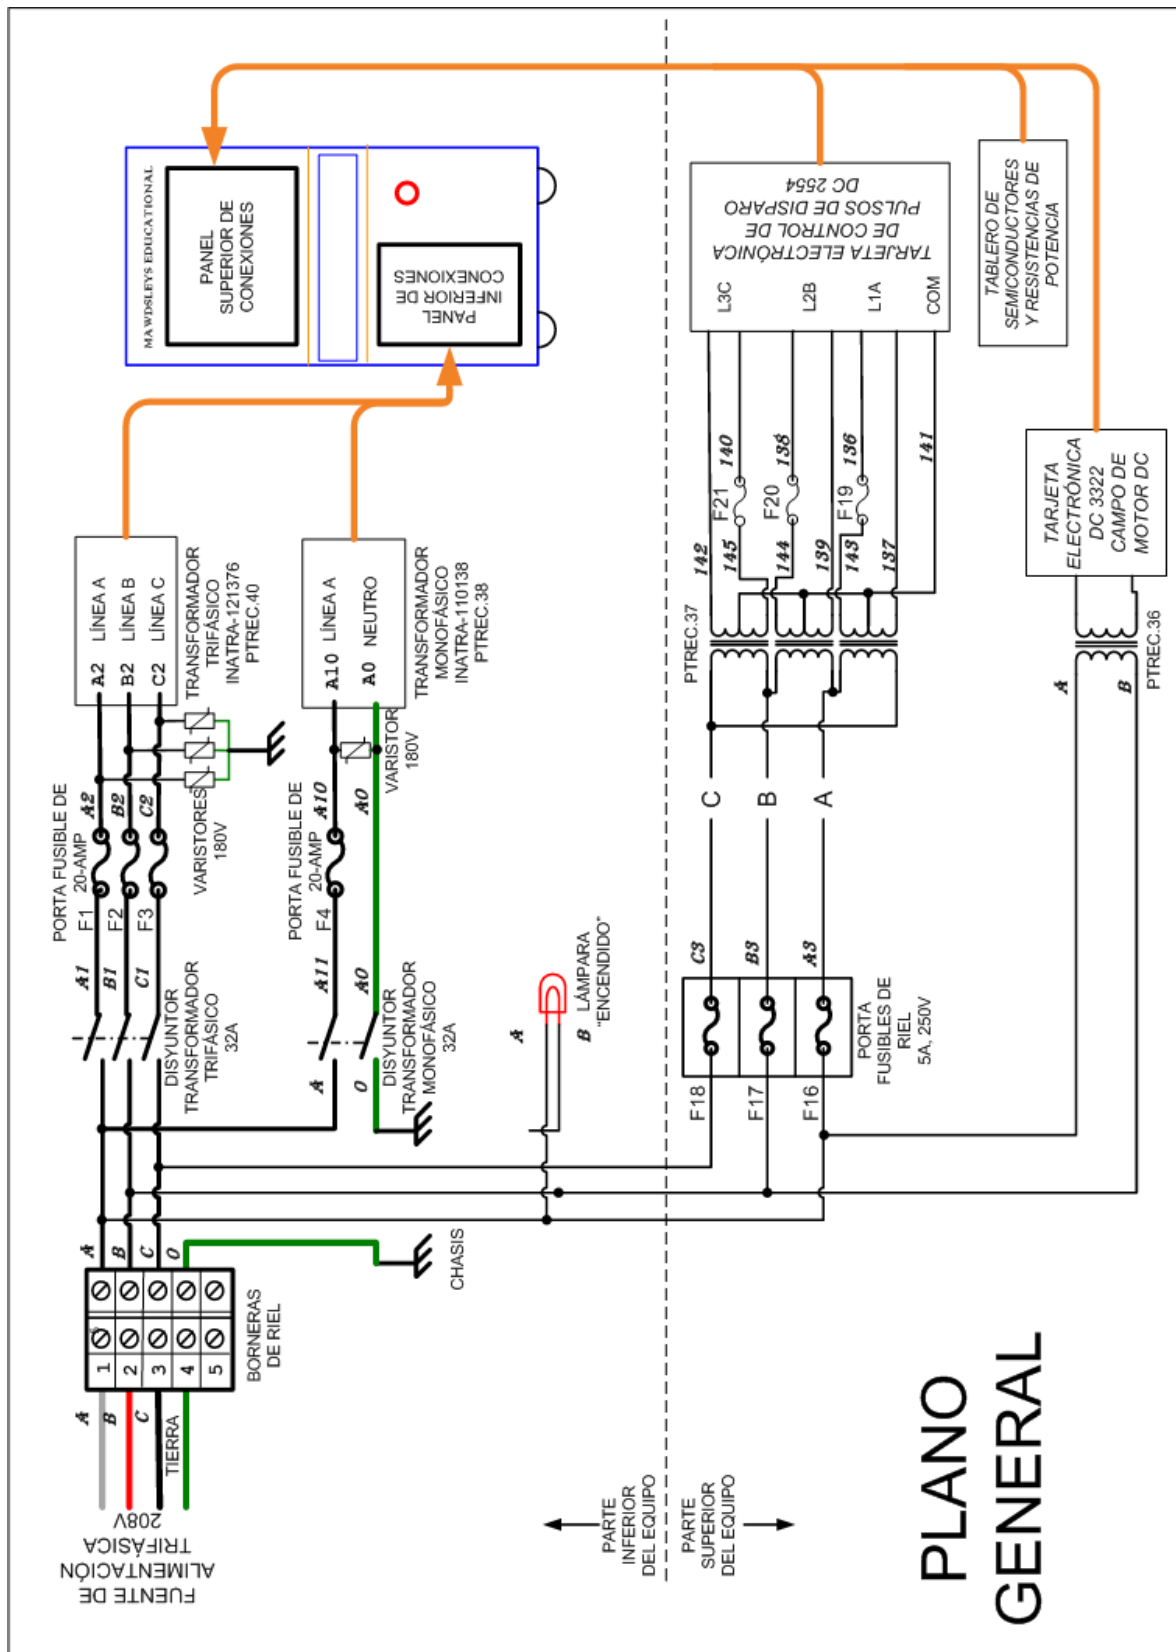 FUENTE DE
ALIMENTACIÓN
TRIFÁSICA
208V
A
B
C
TIERRA
1
2
3
4
5
BORNERAS
DE RIEL
A
B
C
O
CHASIS
A1
B1
C1
DISYUNTOR
TRANSFORMADOR
TRIFÁSICO
32A
PORTA FUSIBLE DE
20-AMP
F1
F2
F3
A2
B2
C2
VARISTORES
180V
A2 LÍNEA A
B2 LÍNEA B
C2 LÍNEA C
TRANSFORMADOR
TRIFÁSICO
INATRA-121376
PTREC.40
A
O
DISYUNTOR
TRANSFORMADOR
MONOFÁSICO
32A
A11
A0
PORTA FUSIBLE DE
20-AMP
F4
A10
A0
VARISTOR
180V
A10 LÍNEA A
A0 NEUTRO
TRANSFORMADOR
MONOFÁSICO
INATRA-110138
PTREC.38
MAWDSLEYS EDUCATIONAL
PANEL
SUPERIOR DE
CONEXIONES
PANEL
INFERIOR DE
CONEXIONES
A
B
LÁMPARA
"ENCENDIDO"
PARTE
INFERIOR
DEL EQUIPO
PARTE
SUPERIOR
DEL EQUIPO
F18
F17
F16
PORTA
FUSIBLES DE
RIEL
5A, 250V
C3
B3
A3
C
B
A
PTREC.37
142
145
144
139
143
137
F21
F20
F19
140
138
136
141
L3C
L2B
L1A
COM
TARJETA ELECTRÓNICA
DE CONTROL DE
PULSOS DE DISPARO
DC 2554
TABLERO DE
SEMICONDUCTORES
Y RESISTENCIAS DE
POTENCIA
A
B
PTREC.36
TARJETA
ELECTRÓNICA
DC 3322
CAMPO DE
MOTOR DC
PLANO
GENERAL